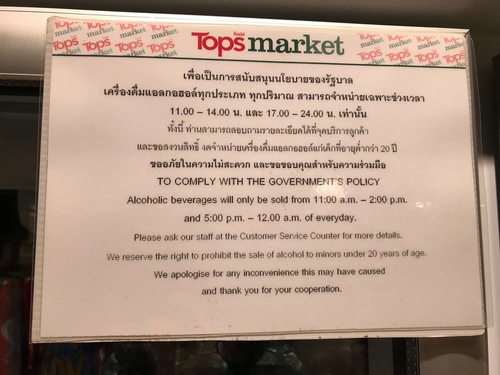 Tops market
เพื่อเป็นการสนับสนุนนโยบายของรัฐบาล
เครื่องดื่มแอลกอฮอล์ทุกประเภท ทุกปริมาณ สามารถจำหน่ายเฉพาะช่วงเวลา
11.00 – 14.00 น. และ 17.00 – 24.00 น. เท่านั้น
ทั้งนี้ ท่านสามารถสอบถามรายละเอียดได้ที่จุดบริการลูกค้า
และขอสงวนสิทธิ์ งดจำหน่ายเครื่องดื่มแอลกอฮอล์แก่เด็กที่อายุต่ำกว่า 20 ปี
ขออภัยในความไม่สะดวก และขอขอบคุณสำหรับความร่วมมือ
TO COMPLY WITH THE GOVERNMENT'S POLICY
Alcoholic beverages will only be sold from 11:00 a.m. – 2:00 p.m.
and 5:00 p.m. – 12.00 a.m. of everyday.
Please ask our staff at the Customer Service Counter for more details.
We reserve the right to prohibit the sale of alcohol to minors under 20 years of age.
We apologise for any inconvenience this may have caused
and thank you for your cooperation.